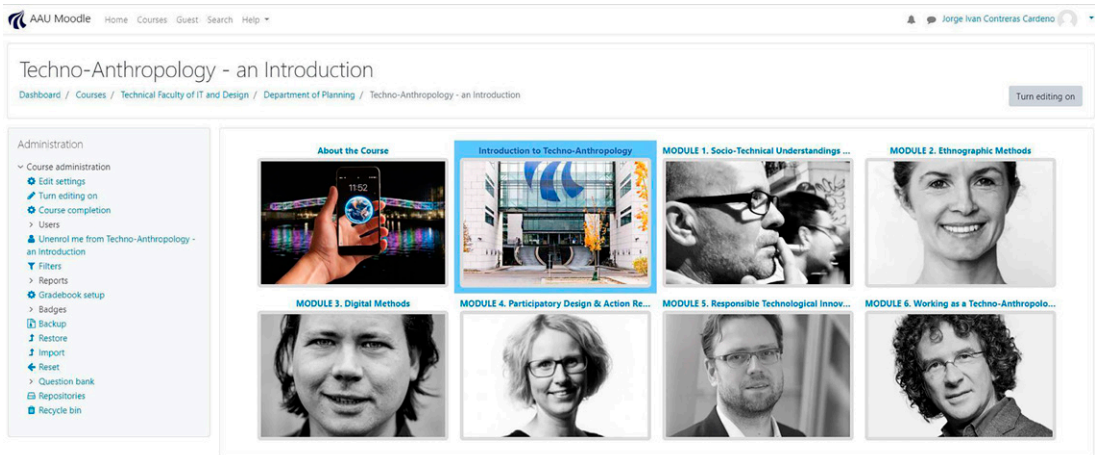 AAU Moodle Home Courses Guest Search Help Jorge Ivan Contreras Cardeno
Techno-Anthropology - an Introduction
Dashboard / Courses / Technical Faculty of IT and Design / Department of Planning / Techno-Anthropology - an Introduction
Turn editing on
Administration
Course administration
Edit settings
Turn editing on
Course completion
Users
Unenrol me from Techno-Anthropology -
an Introduction
Filters
Reports
Gradebook setup
Badges
Backup
Restore
Import
Reset
Question bank
Repositories
Recycle bin
About the Course
11:52
Introduction to Techno-Anthropology
MODULE 1. Socio-Technical Understandings ...
MODULE 2. Ethnographic Methods
MODULE 3. Digital Methods
MODULE 4. Participatory Design & Action Re...
MODULE 5. Responsible Technological Innov...
MODULE 6. Working as a Techno-Anthropolo...